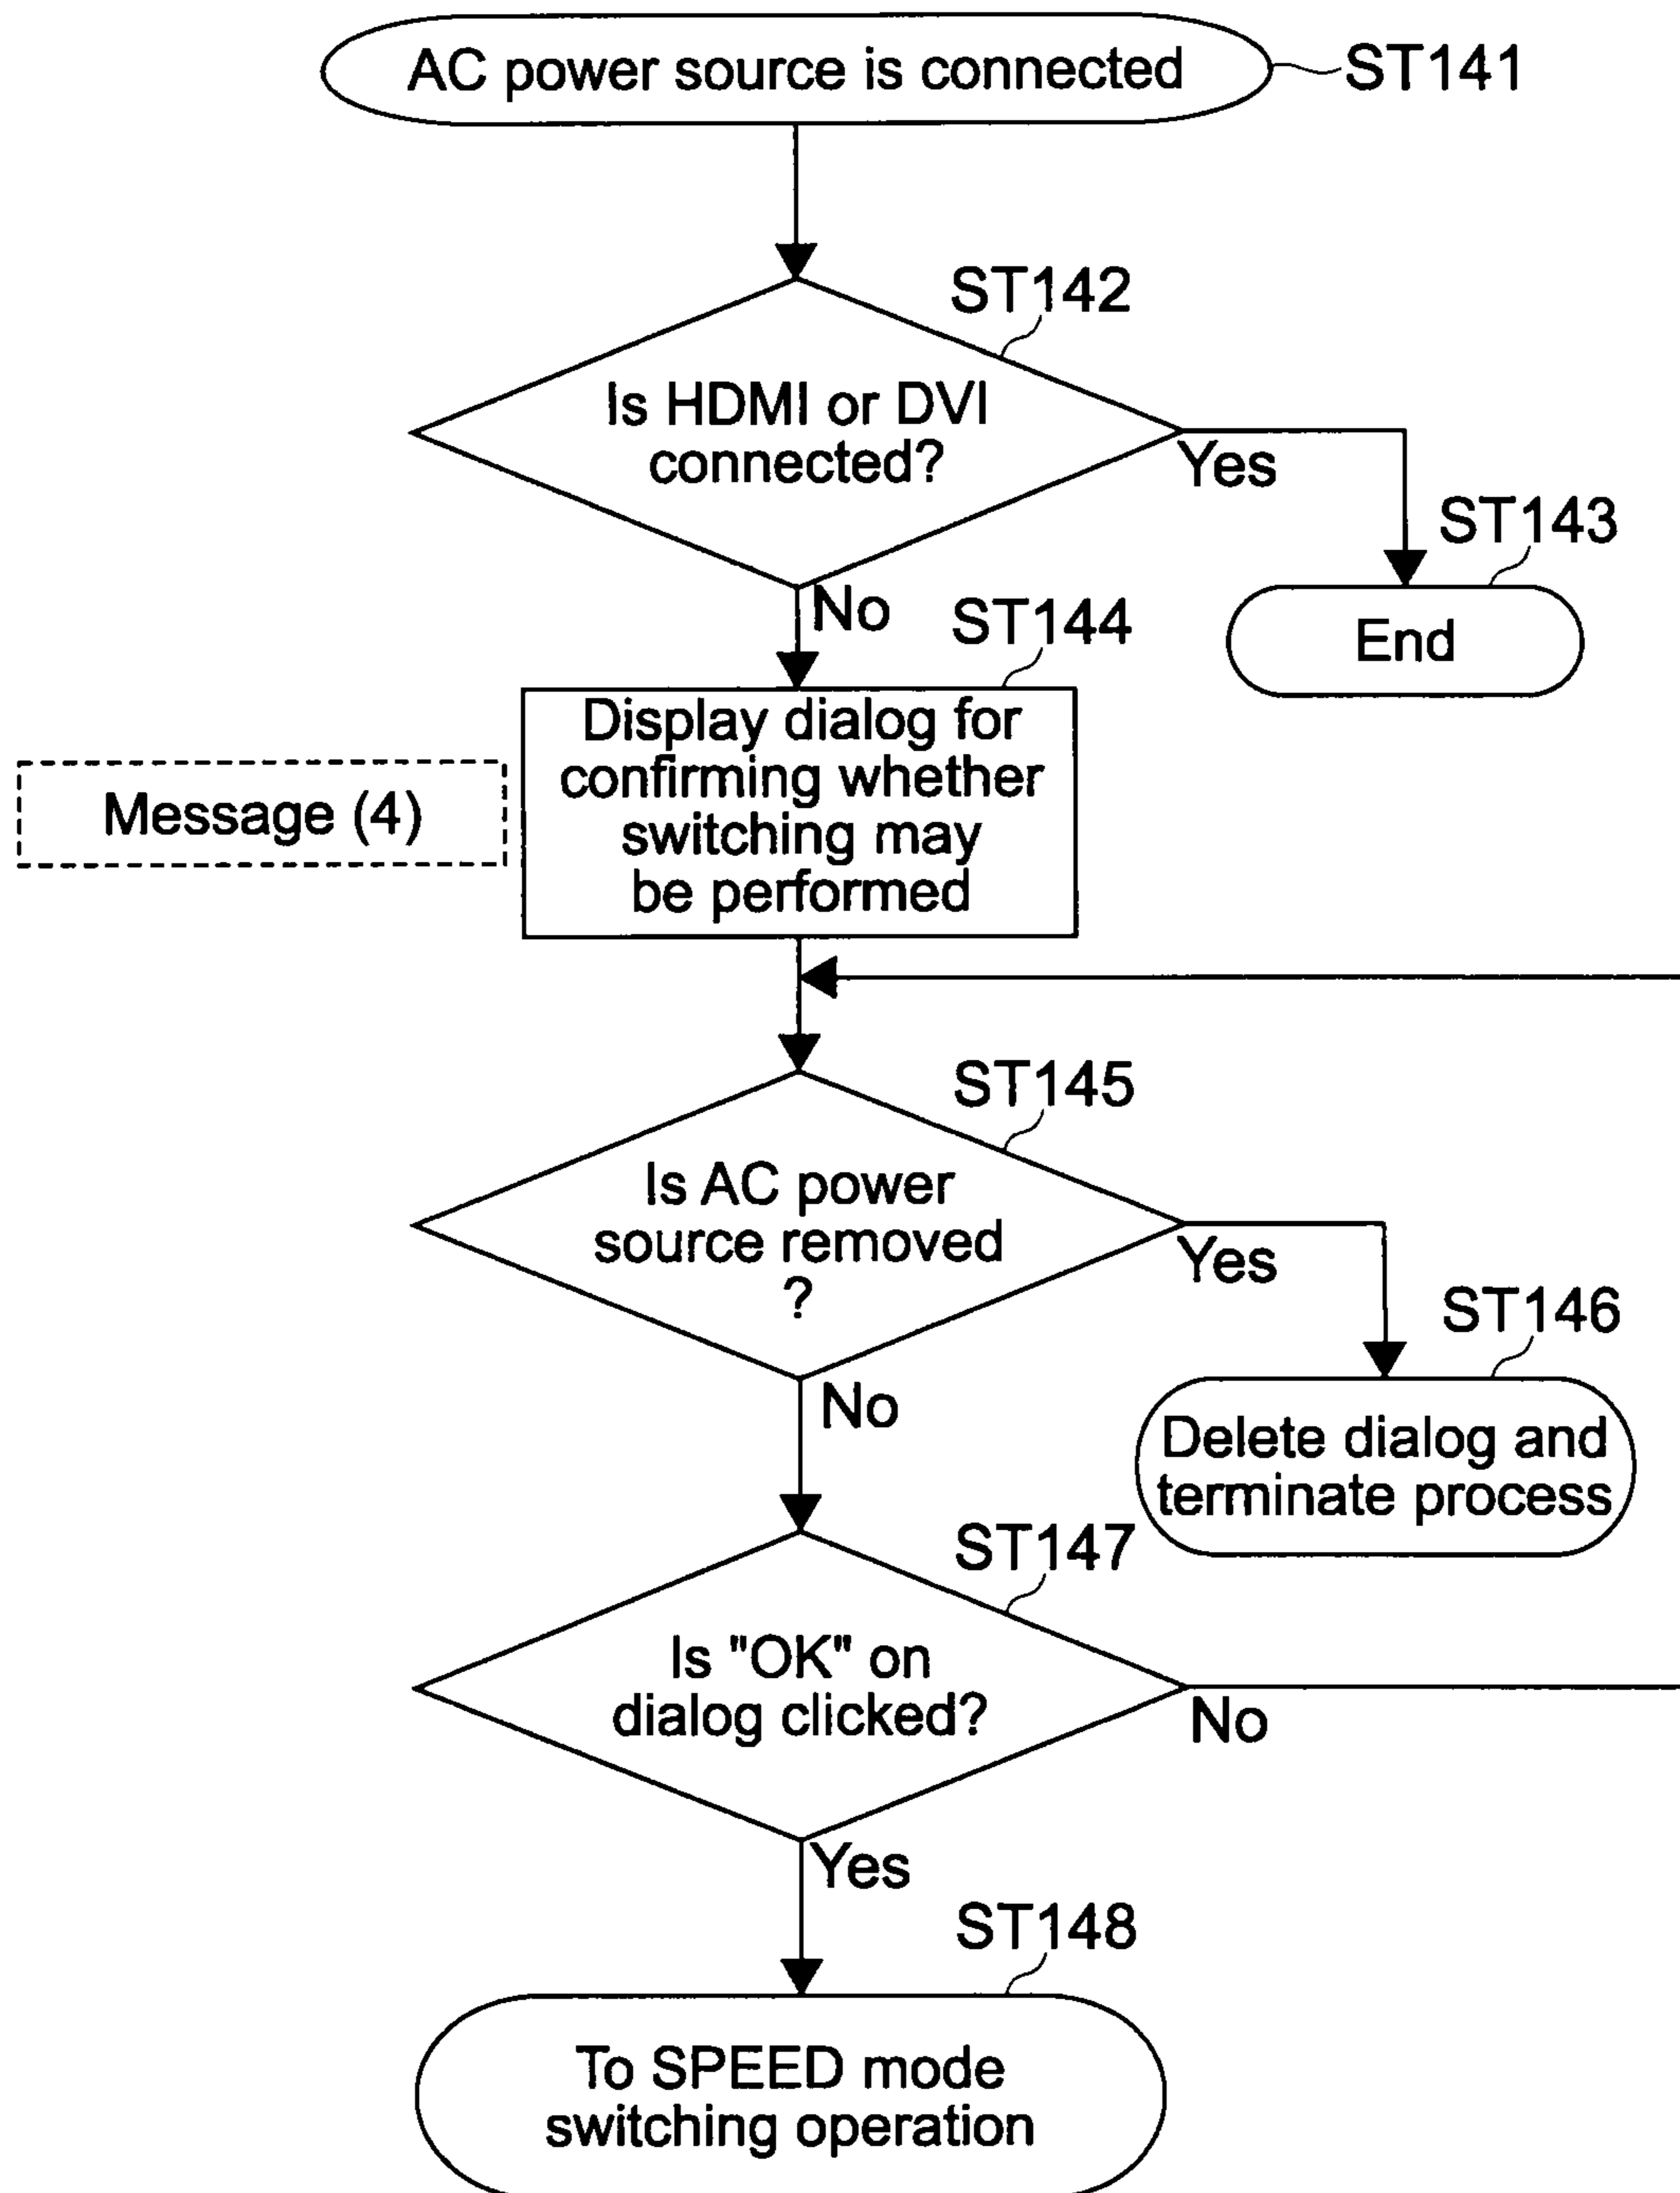 AC power source is connected
ST141
ST142
Is HDMI or DVI
connected?
Yes
ST143
End
No
ST144
Display dialog for
confirming whether
switching may
be performed
Message (4)
ST145
Is AC power
source removed
?
Yes
ST146
Delete dialog and
terminate process
No
ST147
Is "OK" on
dialog clicked?
No
Yes
ST148
To SPEED mode
switching operation